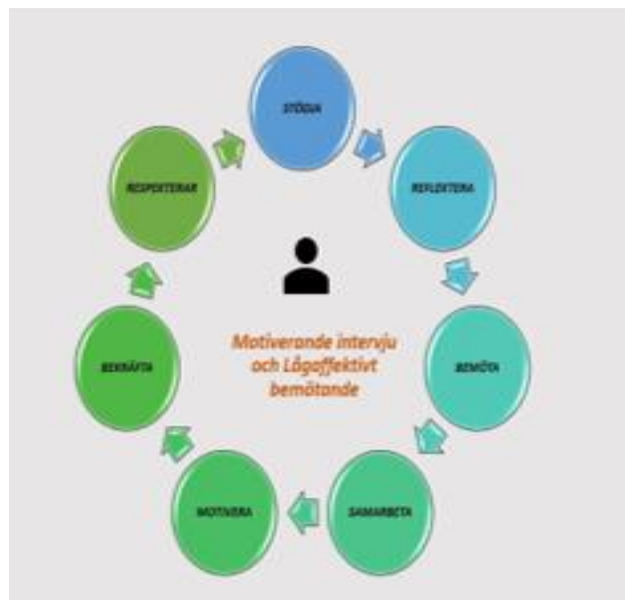 STÖDJA
REFLEKTERA
BEMÖTA
SAMARBETA
MOTIVERA
BEKRÄFTA
RESPEKTERAR
Motiverande intervju
och Lågaffektivt
bemötande